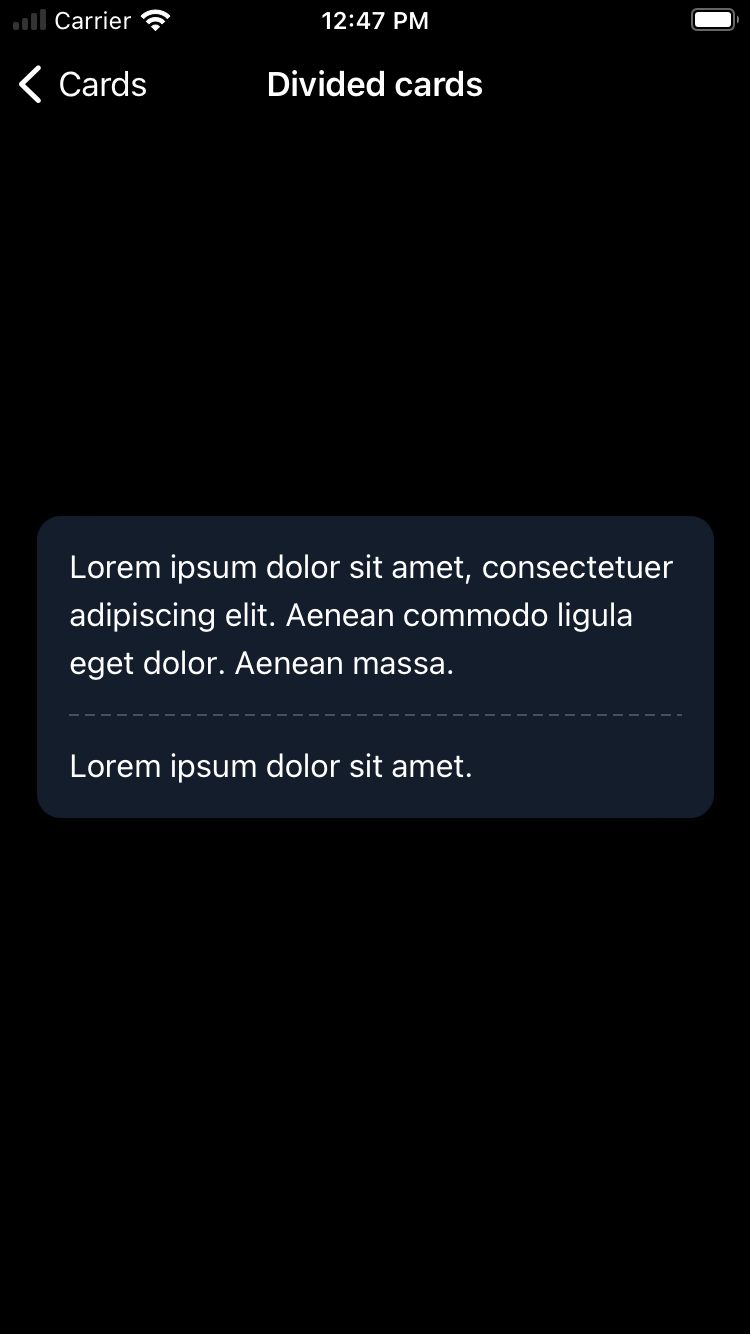 Carrier 12:47 PM
Cards Divided cards
Lorem ipsum dolor sit amet, consectetuer
adipiscing elit. Aenean commodo ligula
eget dolor. Aenean massa.
Lorem ipsum dolor sit amet.